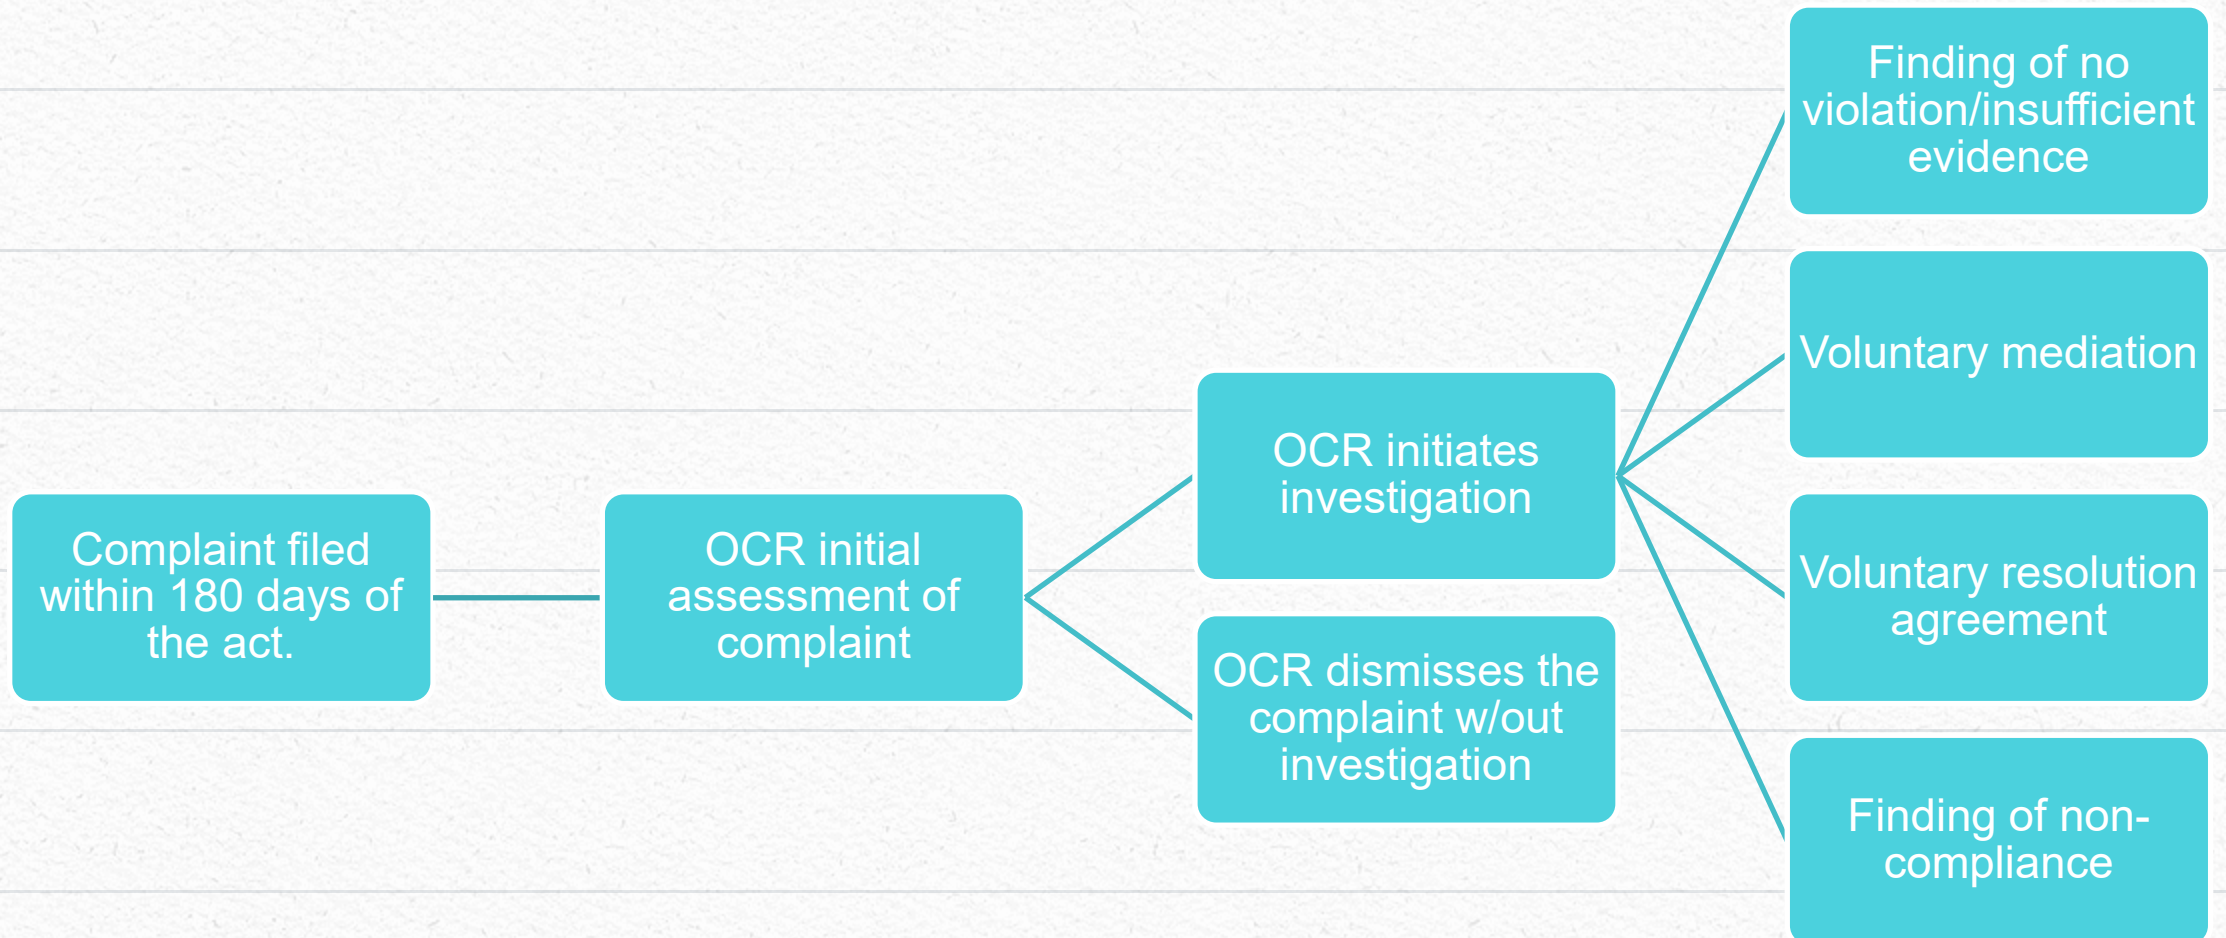 Complaint filed
within 180 days of
the act.
OCR initial
assessment of
complaint
OCR initiates
investigation
OCR dismisses the
complaint w/out
investigation
Finding of no
violation/insufficient
evidence
Voluntary mediation
Voluntary resolution
agreement
Finding of non-
compliance